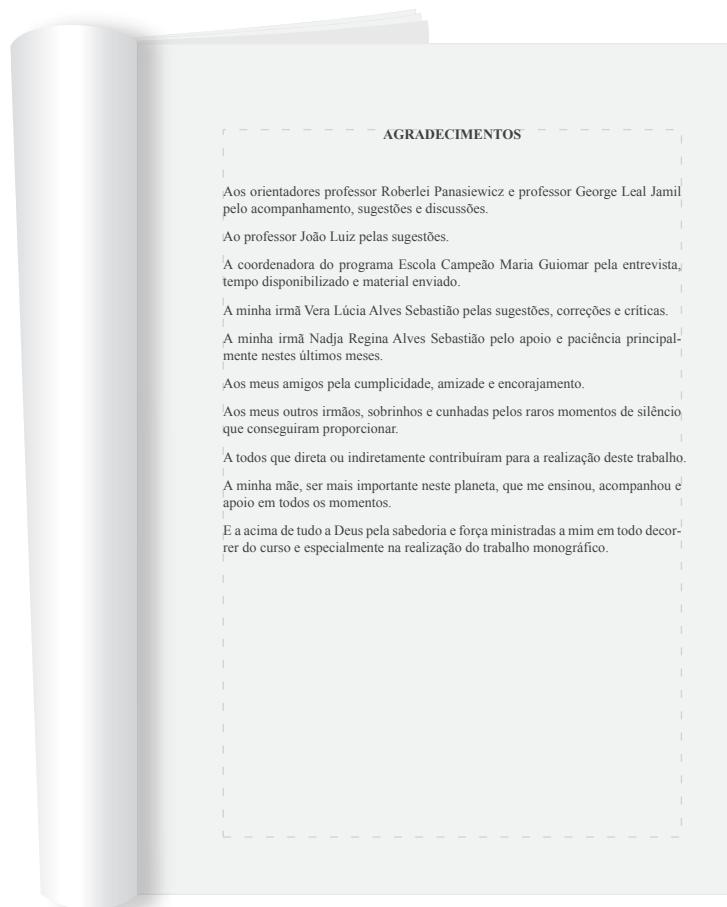 AGRADECIMENTOS
Aos orientadores professor Roberlei Panasiewicz e professor George Leal Jamil
pelo acompanhamento, sugestões e discussões.
Ao professor João Luiz pelas sugestões.
A coordenadora do programa Escola Campeão Maria Guiomar pela entrevista,
tempo disponibilizado e material enviado.
A minha irmã Vera Lúcia Alves Sebastião pelas sugestões, correções e críticas.
A minha irmã Nadja Regina Alves Sebastião pelo apoio e paciência principal-
mente nestes últimos meses.
Aos meus amigos pela cumplicidade, amizade e encorajamento.
Aos meus outros irmãos, sobrinhos e cunhadas pelos raros momentos de silêncio
que conseguiram proporcionar.
A todos que direta ou indiretamente contribuíram para a realização deste trabalho.
A minha mãe, ser mais importante neste planeta, que me ensinou, acompanhou e
apoio em todos os momentos.
E a acima de tudo a Deus pela sabedoria e força ministradas a mim em todo decor-
rer do curso e especialmente na realização do trabalho monográfico.